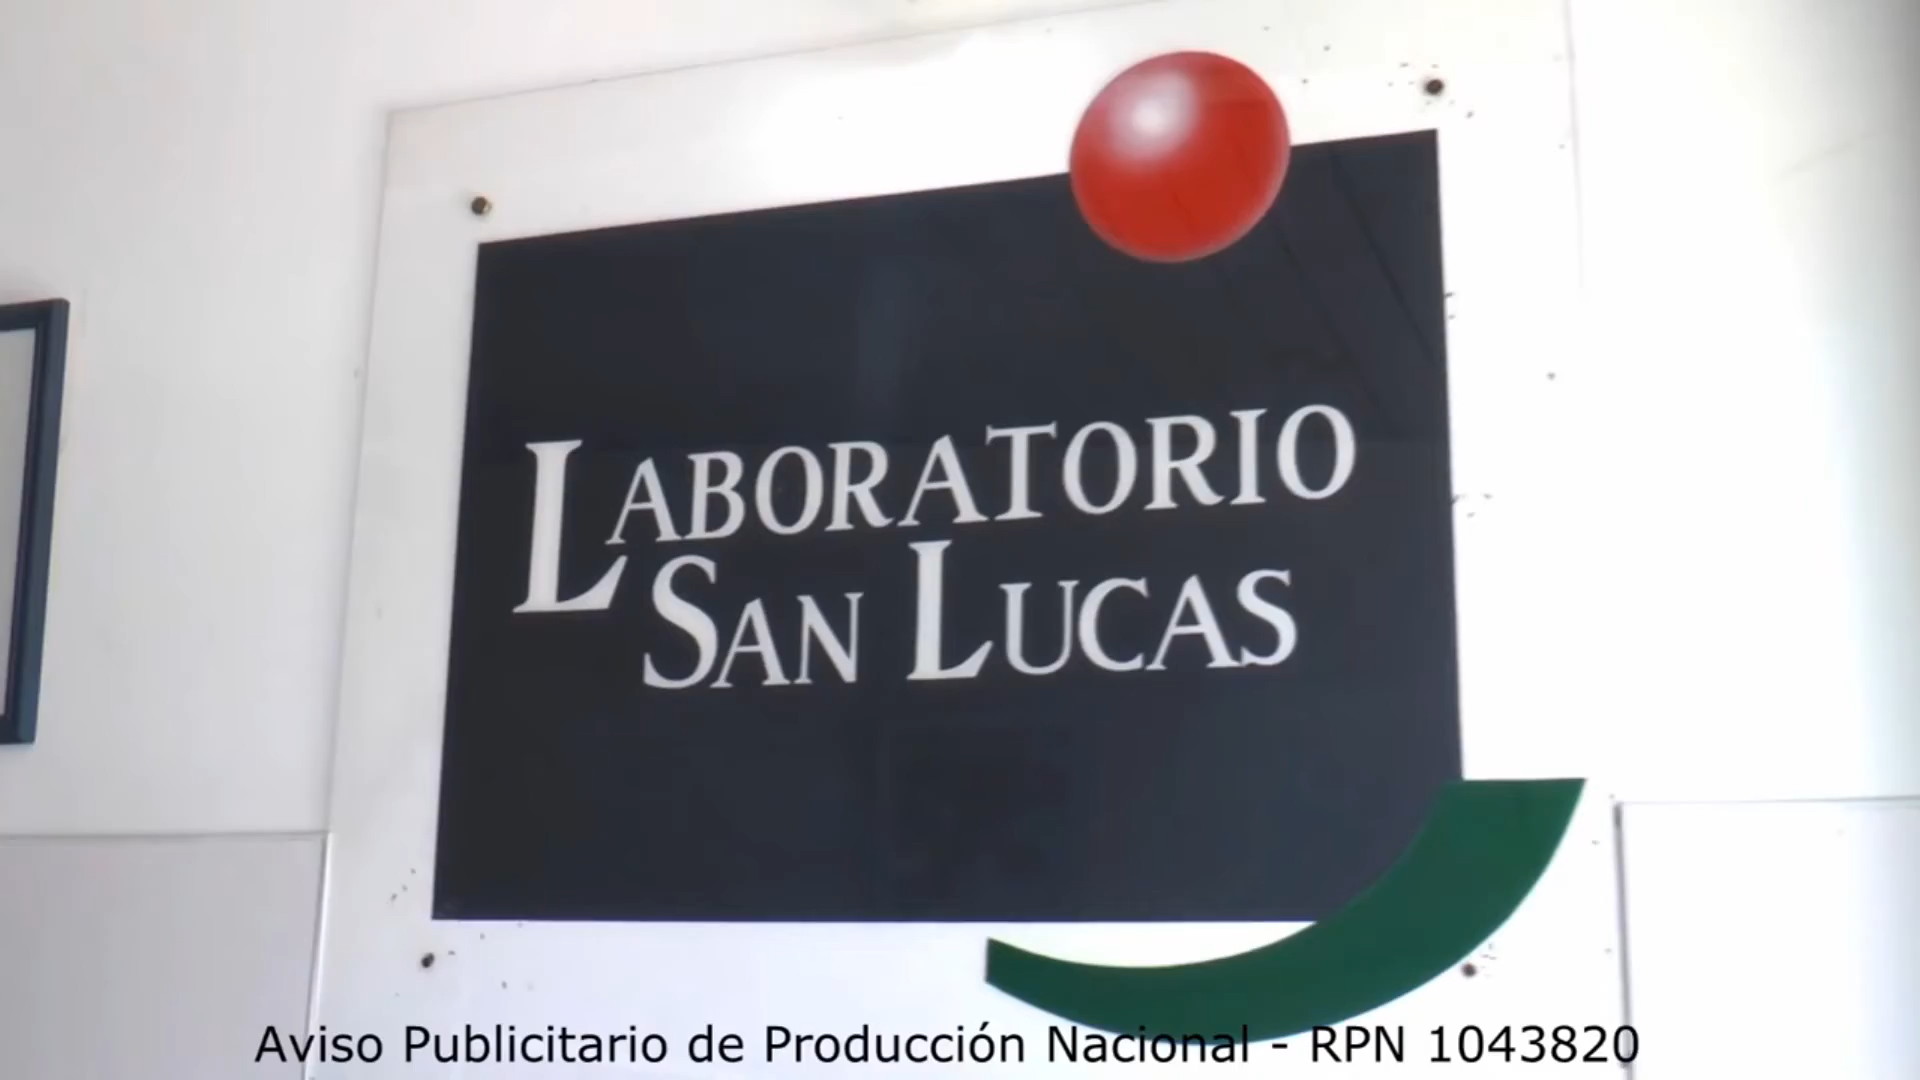 LABORATORIO
SAN LUCAS
Aviso Publicitario de Producción Nacional - RPN 1043820